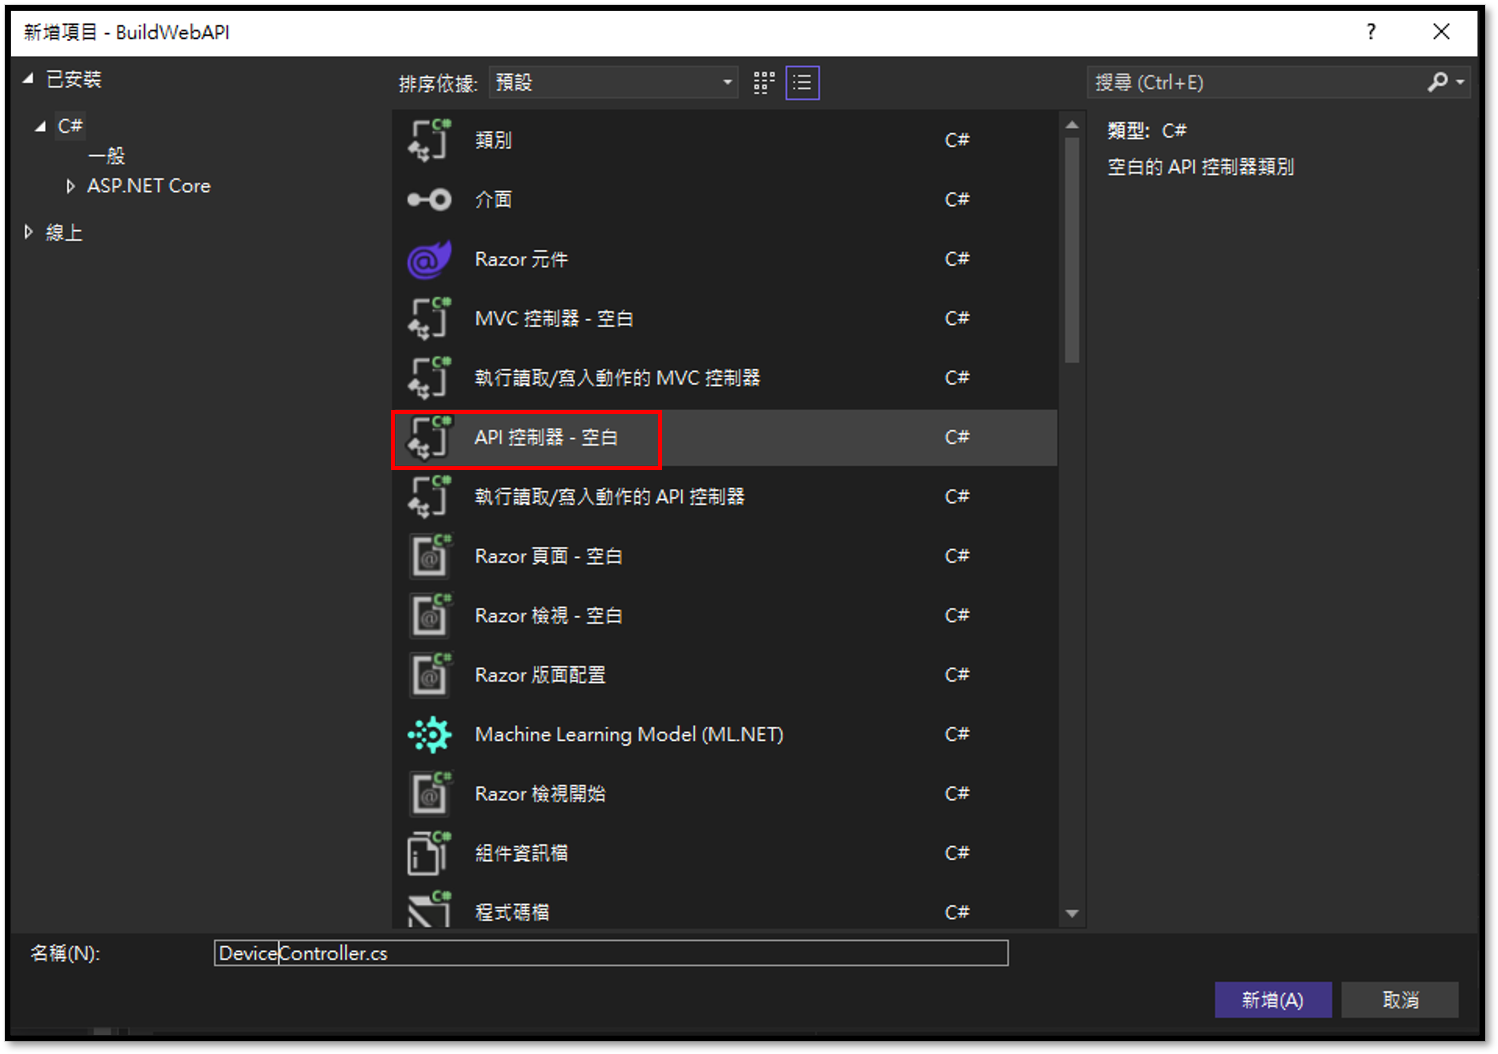 新增項目 - BuildWebAPI
?
已安裝
C#
一般
ASP.NET Core
線上
排序依據: 預設
搜尋 (Ctrl+E)
類別 C#
介面 C#
Razor 元件 C#
MVC 控制器 - 空白 C#
執行讀取/寫入動作的 MVC 控制器 C#
API 控制器 - 空白 C#
執行讀取/寫入動作的 API 控制器 C#
Razor 頁面 - 空白 C#
Razor 檢視 - 空白 C#
Razor 版面配置 C#
Machine Learning Model (ML.NET) C#
Razor 檢視開始 C#
組件資訊檔 C#
程式碼檔 C#
類型: C#
空白的 API 控制器類別
名稱(N): DeviceController.cs
新增(A) 取消